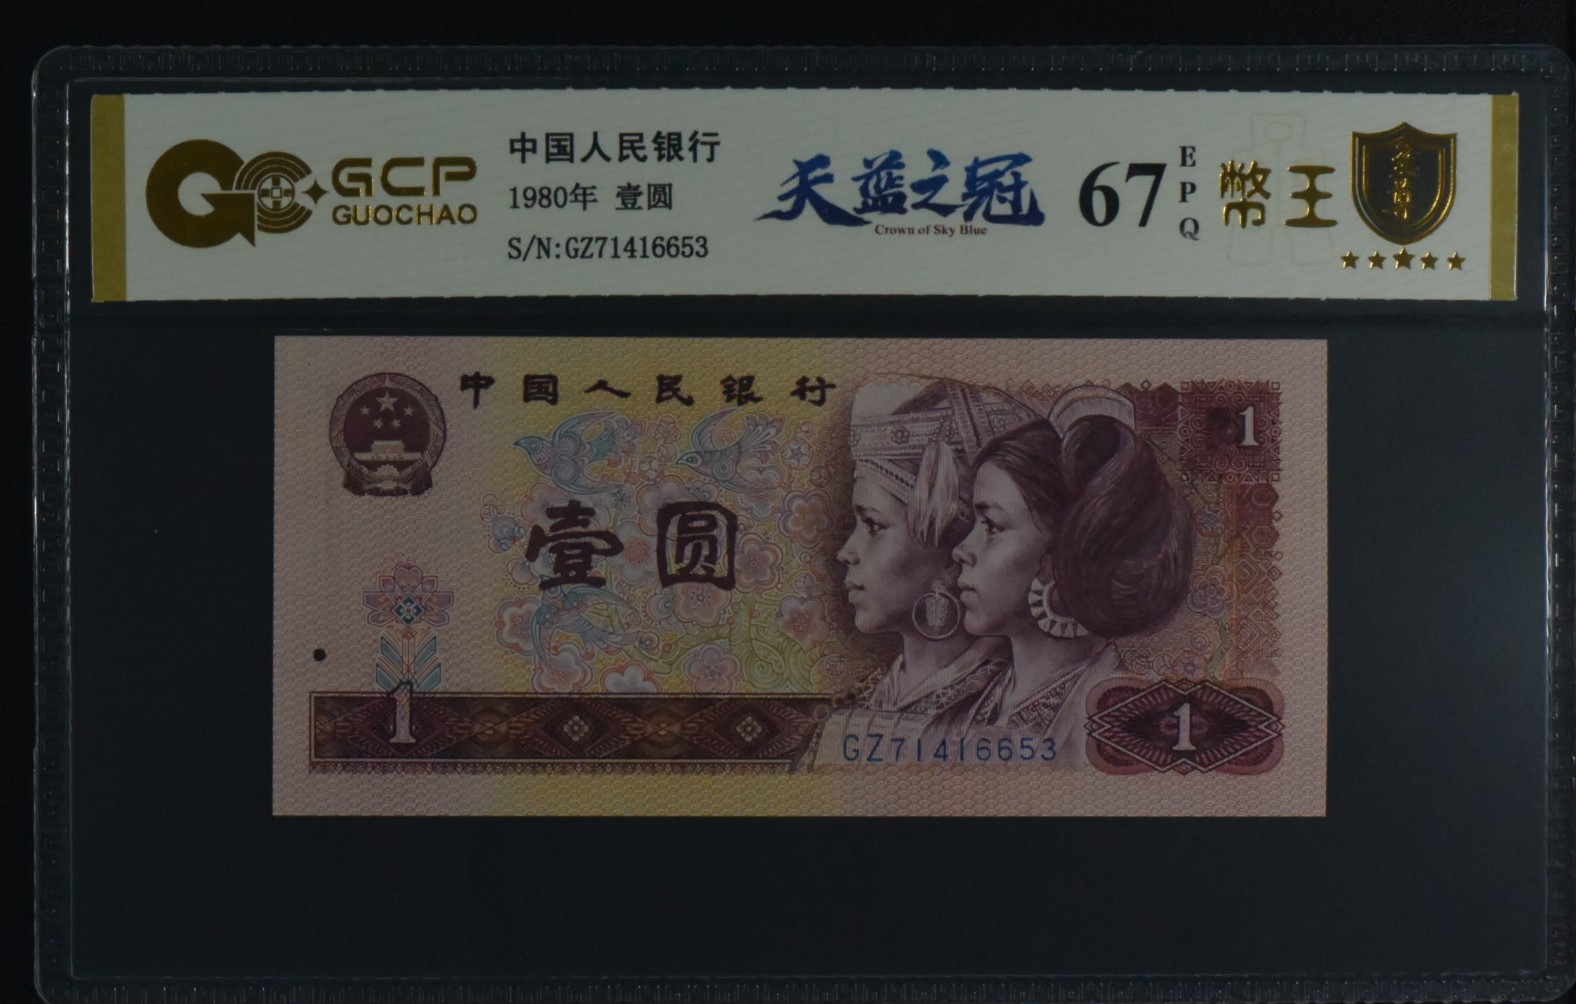 GCP
GUOCHAO
中国人民银行
1980年 壹圆
S/N:GZ71416653
天蓝之冠
Crown of Sky Blue
67
EPQ
幣王
中国人民银行
壹圆
1
1
1
GZ71416653